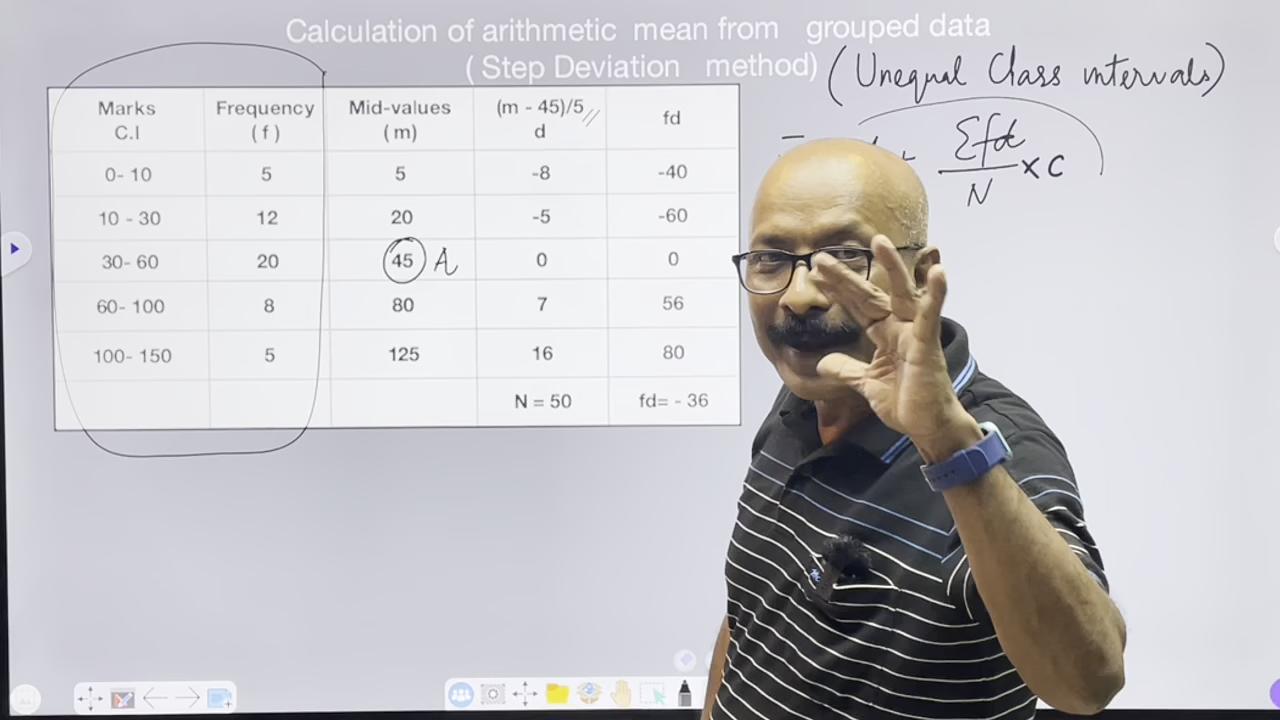 Calculation of arithmetic mean from grouped data
( Step Deviation method) (Unequal Class intervals)
Marks C.I | Frequency ( f ) | Mid-values ( m ) | (m - 45)/5 d | fd
0- 10 | 5 | 5 | -8 | -40
10 - 30 | 12 | 20 | -5 | -60
30- 60 | 20 | 45 A | 0 | 0
60- 100 | 8 | 80 | 7 | 56
100- 150 | 5 | 125 | 16 | 80
N = 50 | fd= - 36
Σfd
N
× C